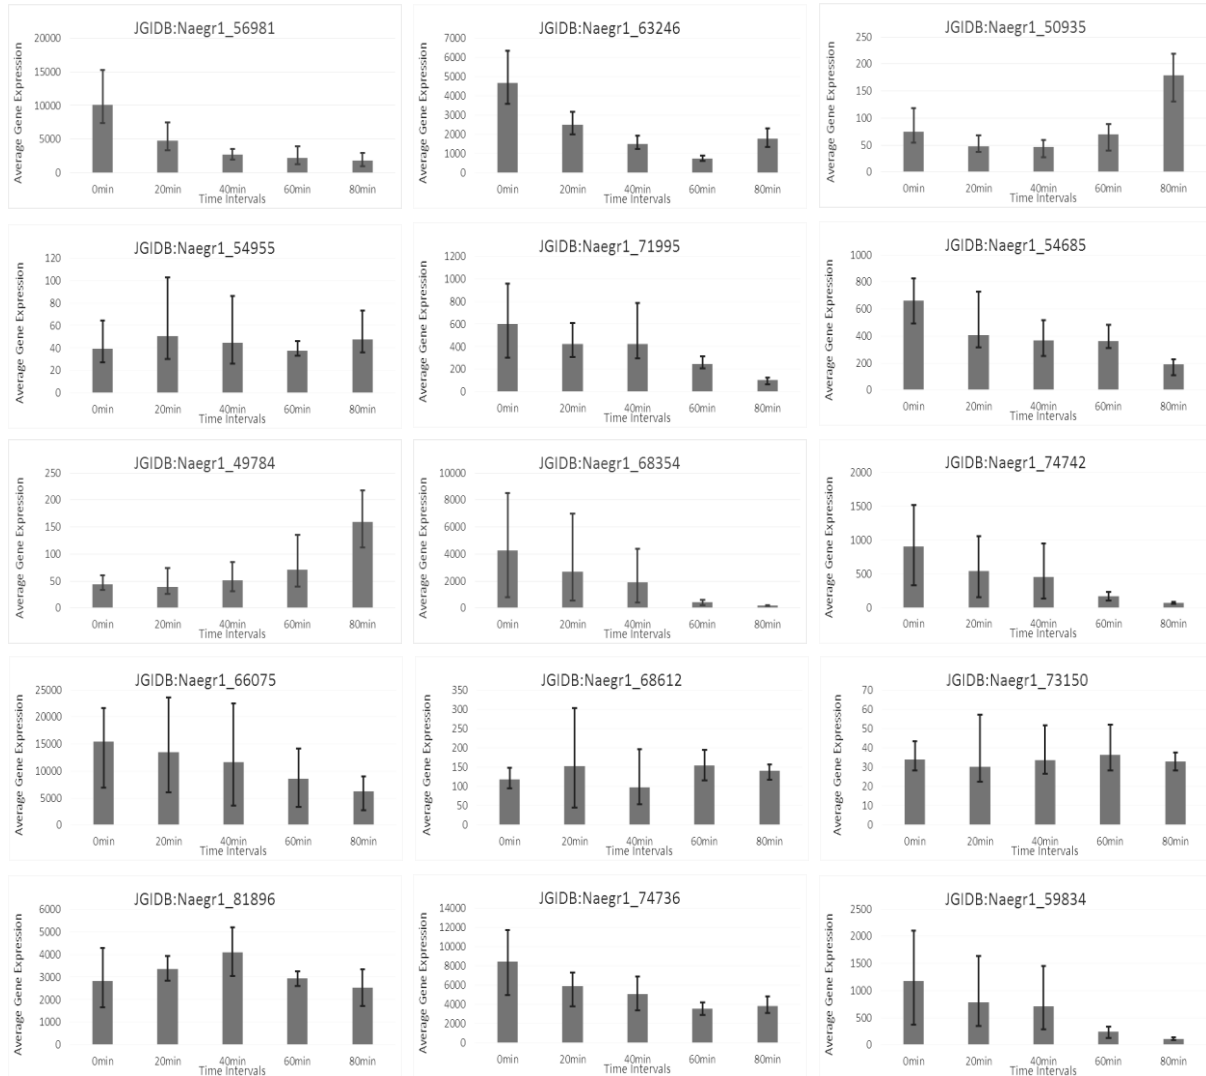 JGIDB:Naegr1_56981
Average Gene Expression
20000
15000
10000
5000
0
0min 20min 40min 60min 80min
Time Intervals
JGIDB:Naegr1_63246
Average Gene Expression
7000
6000
5000
4000
3000
2000
1000
0
0min 20min 40min 60min 80min
Time Intervals
JGIDB:Naegr1_50935
Average Gene Expression
250
200
150
100
50
0
0min 20min 40min 60min 80min
Time Intervals
JGIDB:Naegr1_54955
Average Gene Expression
120
100
80
60
40
20
0
0min 20min 40min 60min 80min
Time Intervals
JGIDB:Naegr1_71995
Average Gene Expression
1200
1000
800
600
400
200
0
0min 20min 40min 60min 80min
Time Intervals
JGIDB:Naegr1_54685
Average Gene Expression
1000
800
600
400
200
0
0min 20min 40min 60min 80min
Time Intervals
JGIDB:Naegr1_49784
Average Gene Expression
250
200
150
100
50
0
0min 20min 40min 60min 80min
Time Intervals
JGIDB:Naegr1_68354
Average Gene Expression
10000
8000
6000
4000
2000
0
0min 20min 40min 60min 80min
Time Intervals
JGIDB:Naegr1_74742
Average Gene Expression
2000
1500
1000
500
0
0min 20min 40min 60min 80min
Time Intervals
JGIDB:Naegr1_66075
Average Gene Expression
25000
20000
15000
10000
5000
0
0min 20min 40min 60min 80min
Time Intervals
JGIDB:Naegr1_68612
Average Gene Expression
350
300
250
200
150
100
50
0
0min 20min 40min 60min 80min
Time Intervals
JGIDB:Naegr1_73150
Average Gene Expression
70
60
50
40
30
20
10
0
0min 20min 40min 60min 80min
Time Intervals
JGIDB:Naegr1_81896
Average Gene Expression
6000
5000
4000
3000
2000
1000
0
0min 20min 40min 60min 80min
Time Intervals
JGIDB:Naegr1_74736
Average Gene Expression
14000
12000
10000
8000
6000
4000
2000
0
0min 20min 40min 60min 80min
Time Intervals
JGIDB:Naegr1_59834
Average Gene Expression
2500
2000
1500
1000
500
0
0min 20min 40min 60min 80min
Time Intervals